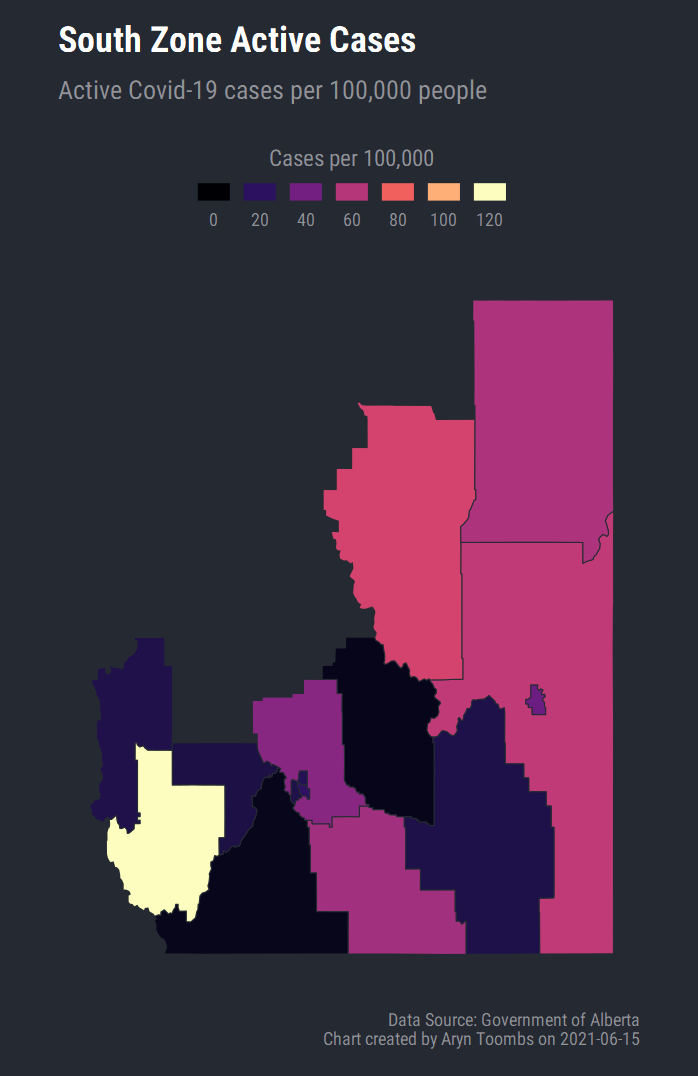 South Zone Active Cases
Active Covid-19 cases per 100,000 people
Cases per 100,000
0 20 40 60 80 100 120
Data Source: Government of Alberta
Chart created by Aryn Toombs on 2021-06-15